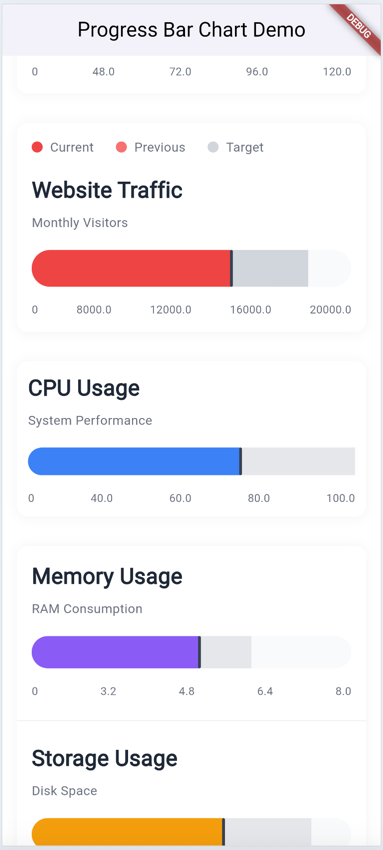 Progress Bar Chart Demo
DEBUG
0 48.0 72.0 96.0 120.0
Current Previous Target
Website Traffic
Monthly Visitors
0 8000.0 12000.0 16000.0 20000.0
CPU Usage
System Performance
0 40.0 60.0 80.0 100.0
Memory Usage
RAM Consumption
0 3.2 4.8 6.4 8.0
Storage Usage
Disk Space